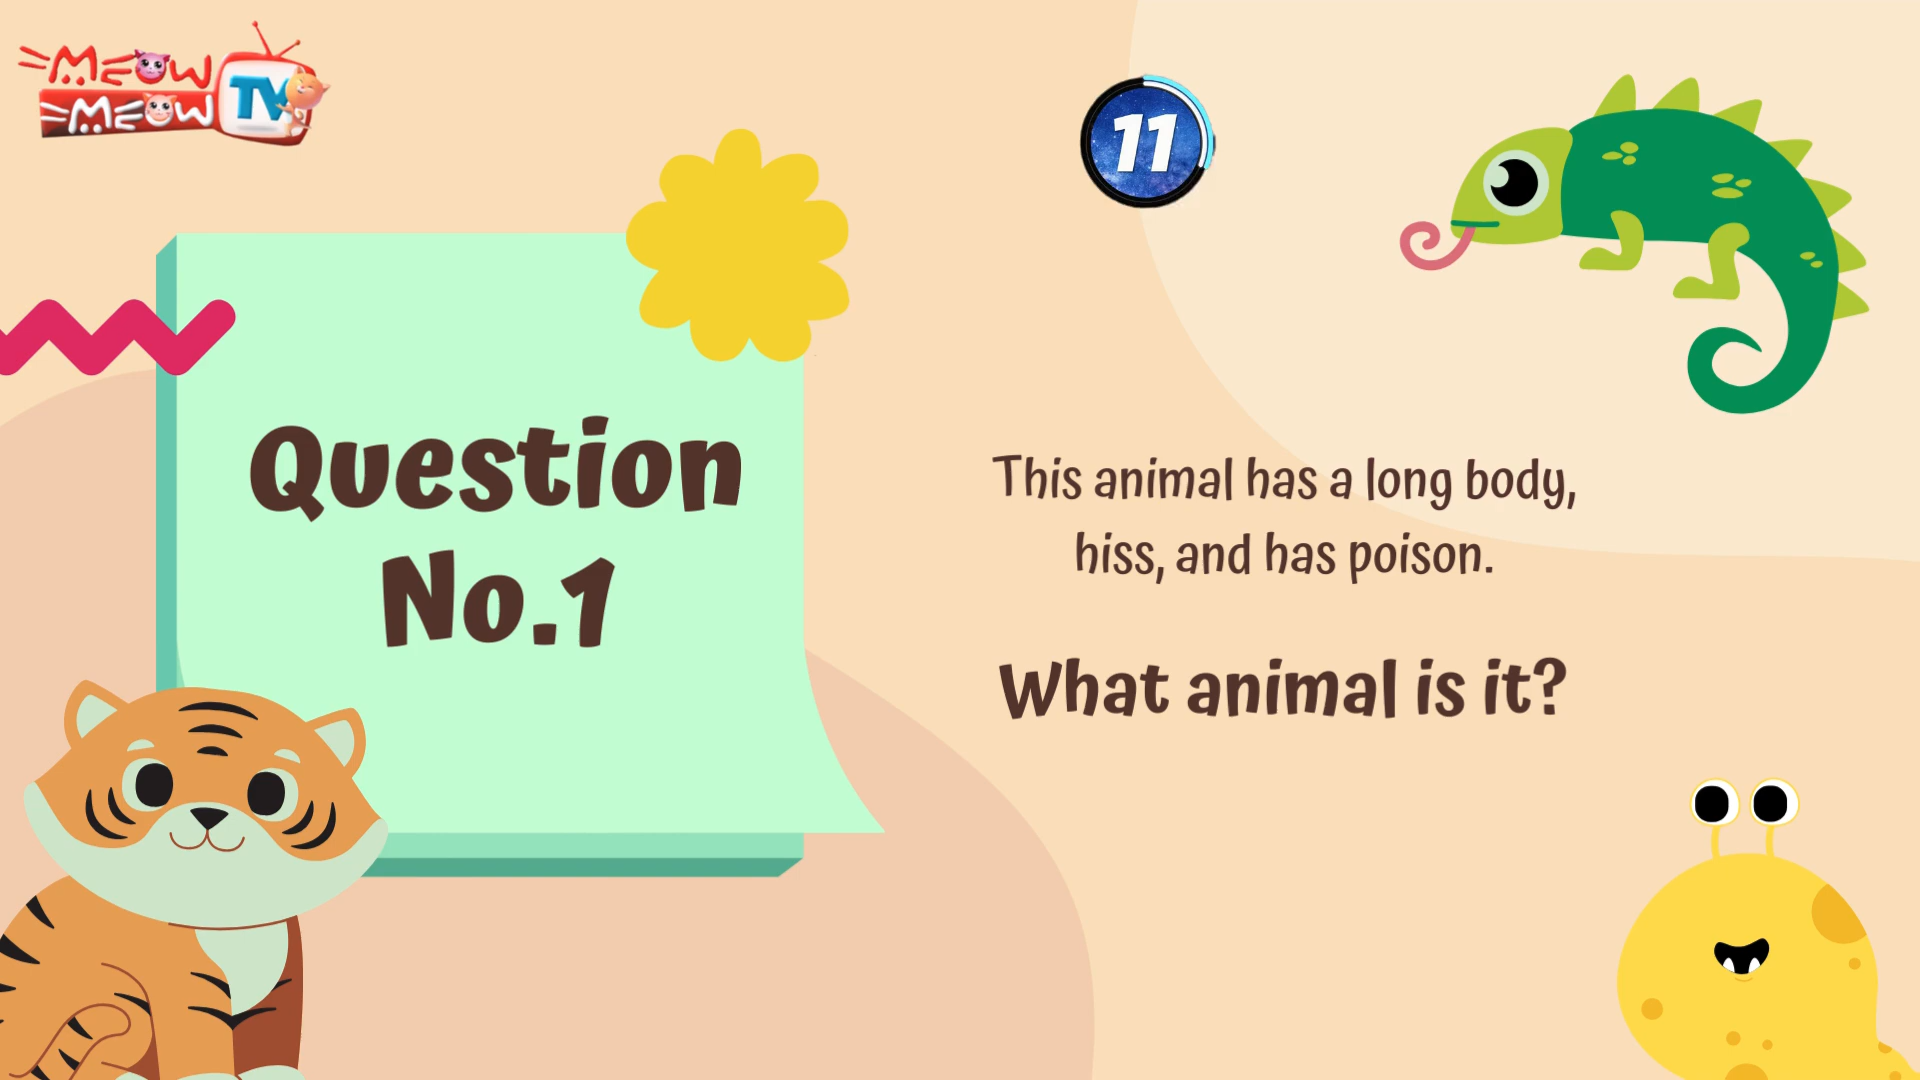 MEOW
MEOW
TV
11
Question
No.1
This animal has a long body,
hiss, and has poison.
What animal is it?